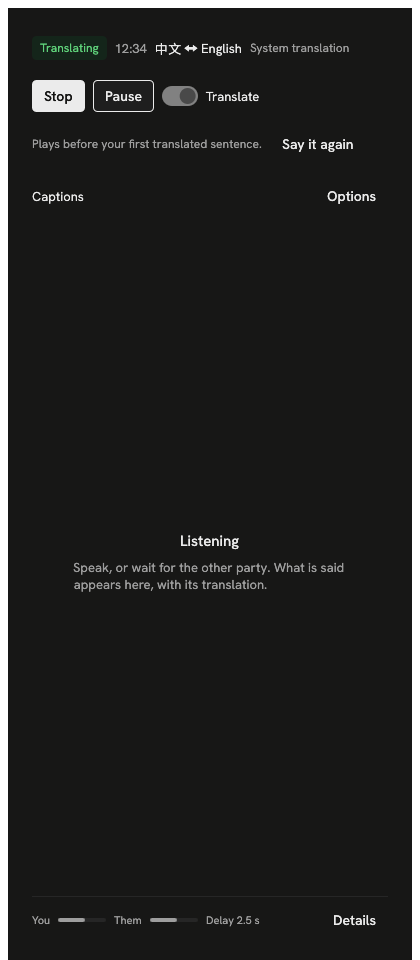 Translating 12:34 中文 ⬌ English System translation
Stop Pause Translate
Plays before your first translated sentence. Say it again
Captions Options
Listening
Speak, or wait for the other party. What is said
appears here, with its translation.
You Them Delay 2.5 s Details